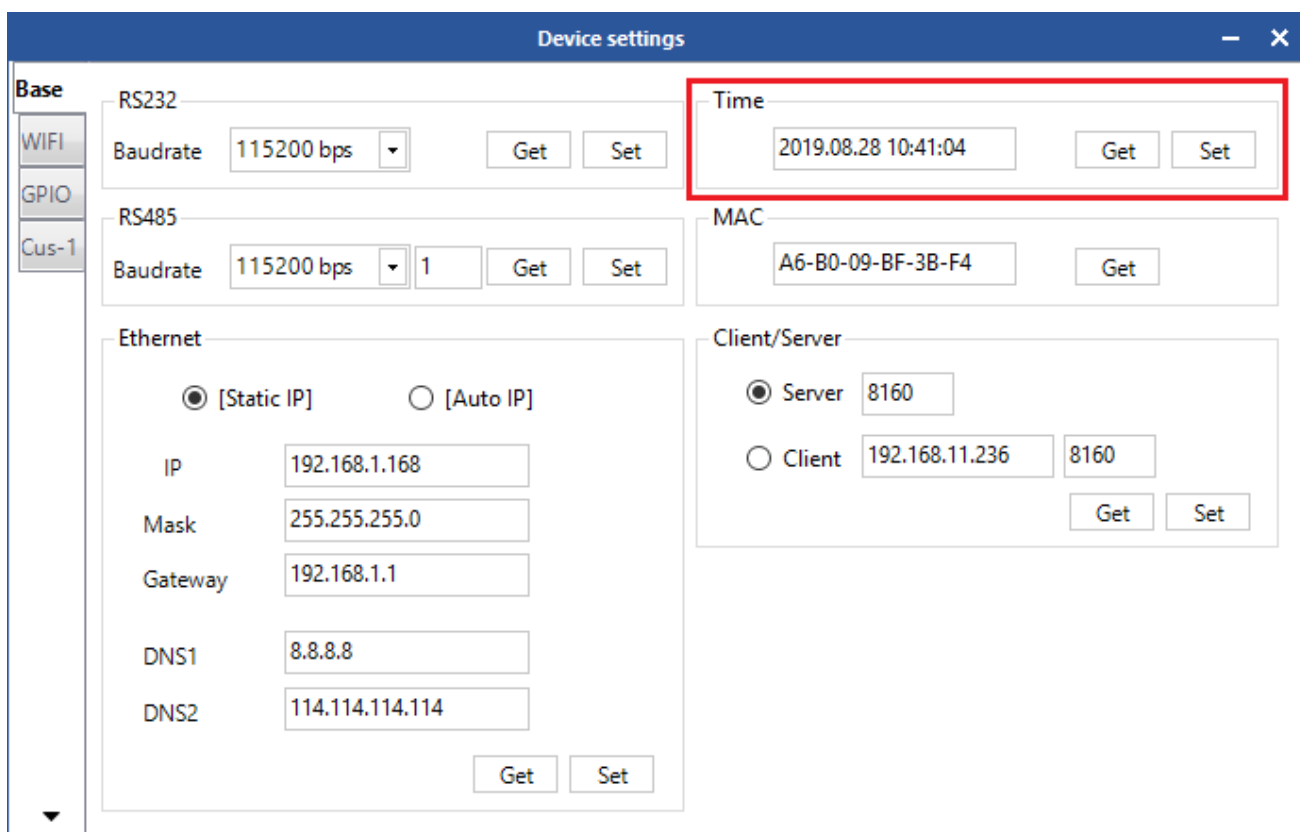 Device settings
Base
WIFI
GPIO
Cus-1
RS232
Baudrate 115200 bps Get Set
RS485
Baudrate 115200 bps 1 Get Set
Ethernet
[Static IP] [Auto IP]
IP 192.168.1.168
Mask 255.255.255.0
Gateway 192.168.1.1
DNS1 8.8.8.8
DNS2 114.114.114.114
Get Set
Time
2019.08.28 10:41:04 Get Set
MAC
A6-B0-09-BF-3B-F4 Get
Client/Server
Server 8160
Client 192.168.11.236 8160
Get Set